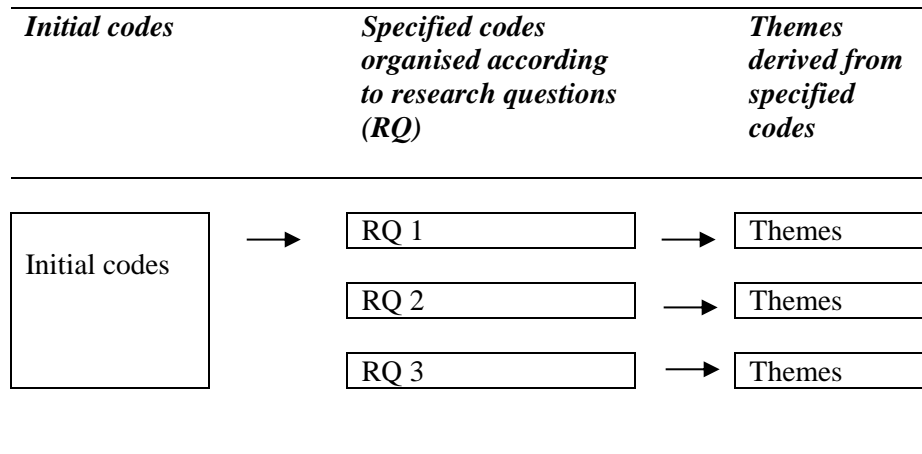 Initial codes
Specified codes
organised according
to research questions
(RQ)
Themes
derived from
specified
codes
Initial codes
RQ 1
Themes
RQ 2
Themes
RQ 3
Themes